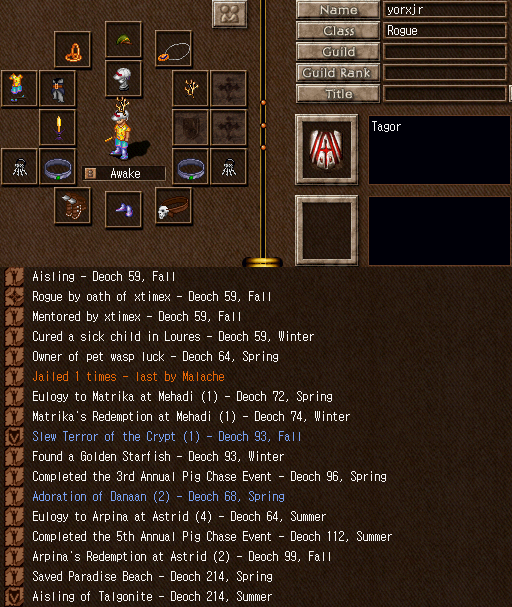 Name yorxjr
Class Rogue
Guild
Guild Rank
Title
Tagor
Awake
Aisling - Deoch 59, Fall
Rogue by oath of xtimex - Deoch 59, Fall
Mentored by xtimex - Deoch 59, Fall
Cured a sick child in Loures - Deoch 59, Winter
Owner of pet wasp luck - Deoch 64, Spring
Jailed 1 times - last by Malache
Eulogy to Matrika at Mehadi (1) - Deoch 72, Spring
Matrika's Redemption at Mehadi (1) - Deoch 74, Winter
Slew Terror of the Crypt (1) - Deoch 93, Fall
Found a Golden Starfish - Deoch 93, Winter
Completed the 3rd Annual Pig Chase Event - Deoch 96, Spring
Adoration of Danaan (2) - Deoch 68, Spring
Eulogy to Arpina at Astrid (4) - Deoch 64, Summer
Completed the 5th Annual Pig Chase Event - Deoch 112, Summer
Arpina's Redemption at Astrid (2) - Deoch 99, Fall
Saved Paradise Beach - Deoch 214, Spring
Aisling of Talgonite - Deoch 214, Summer